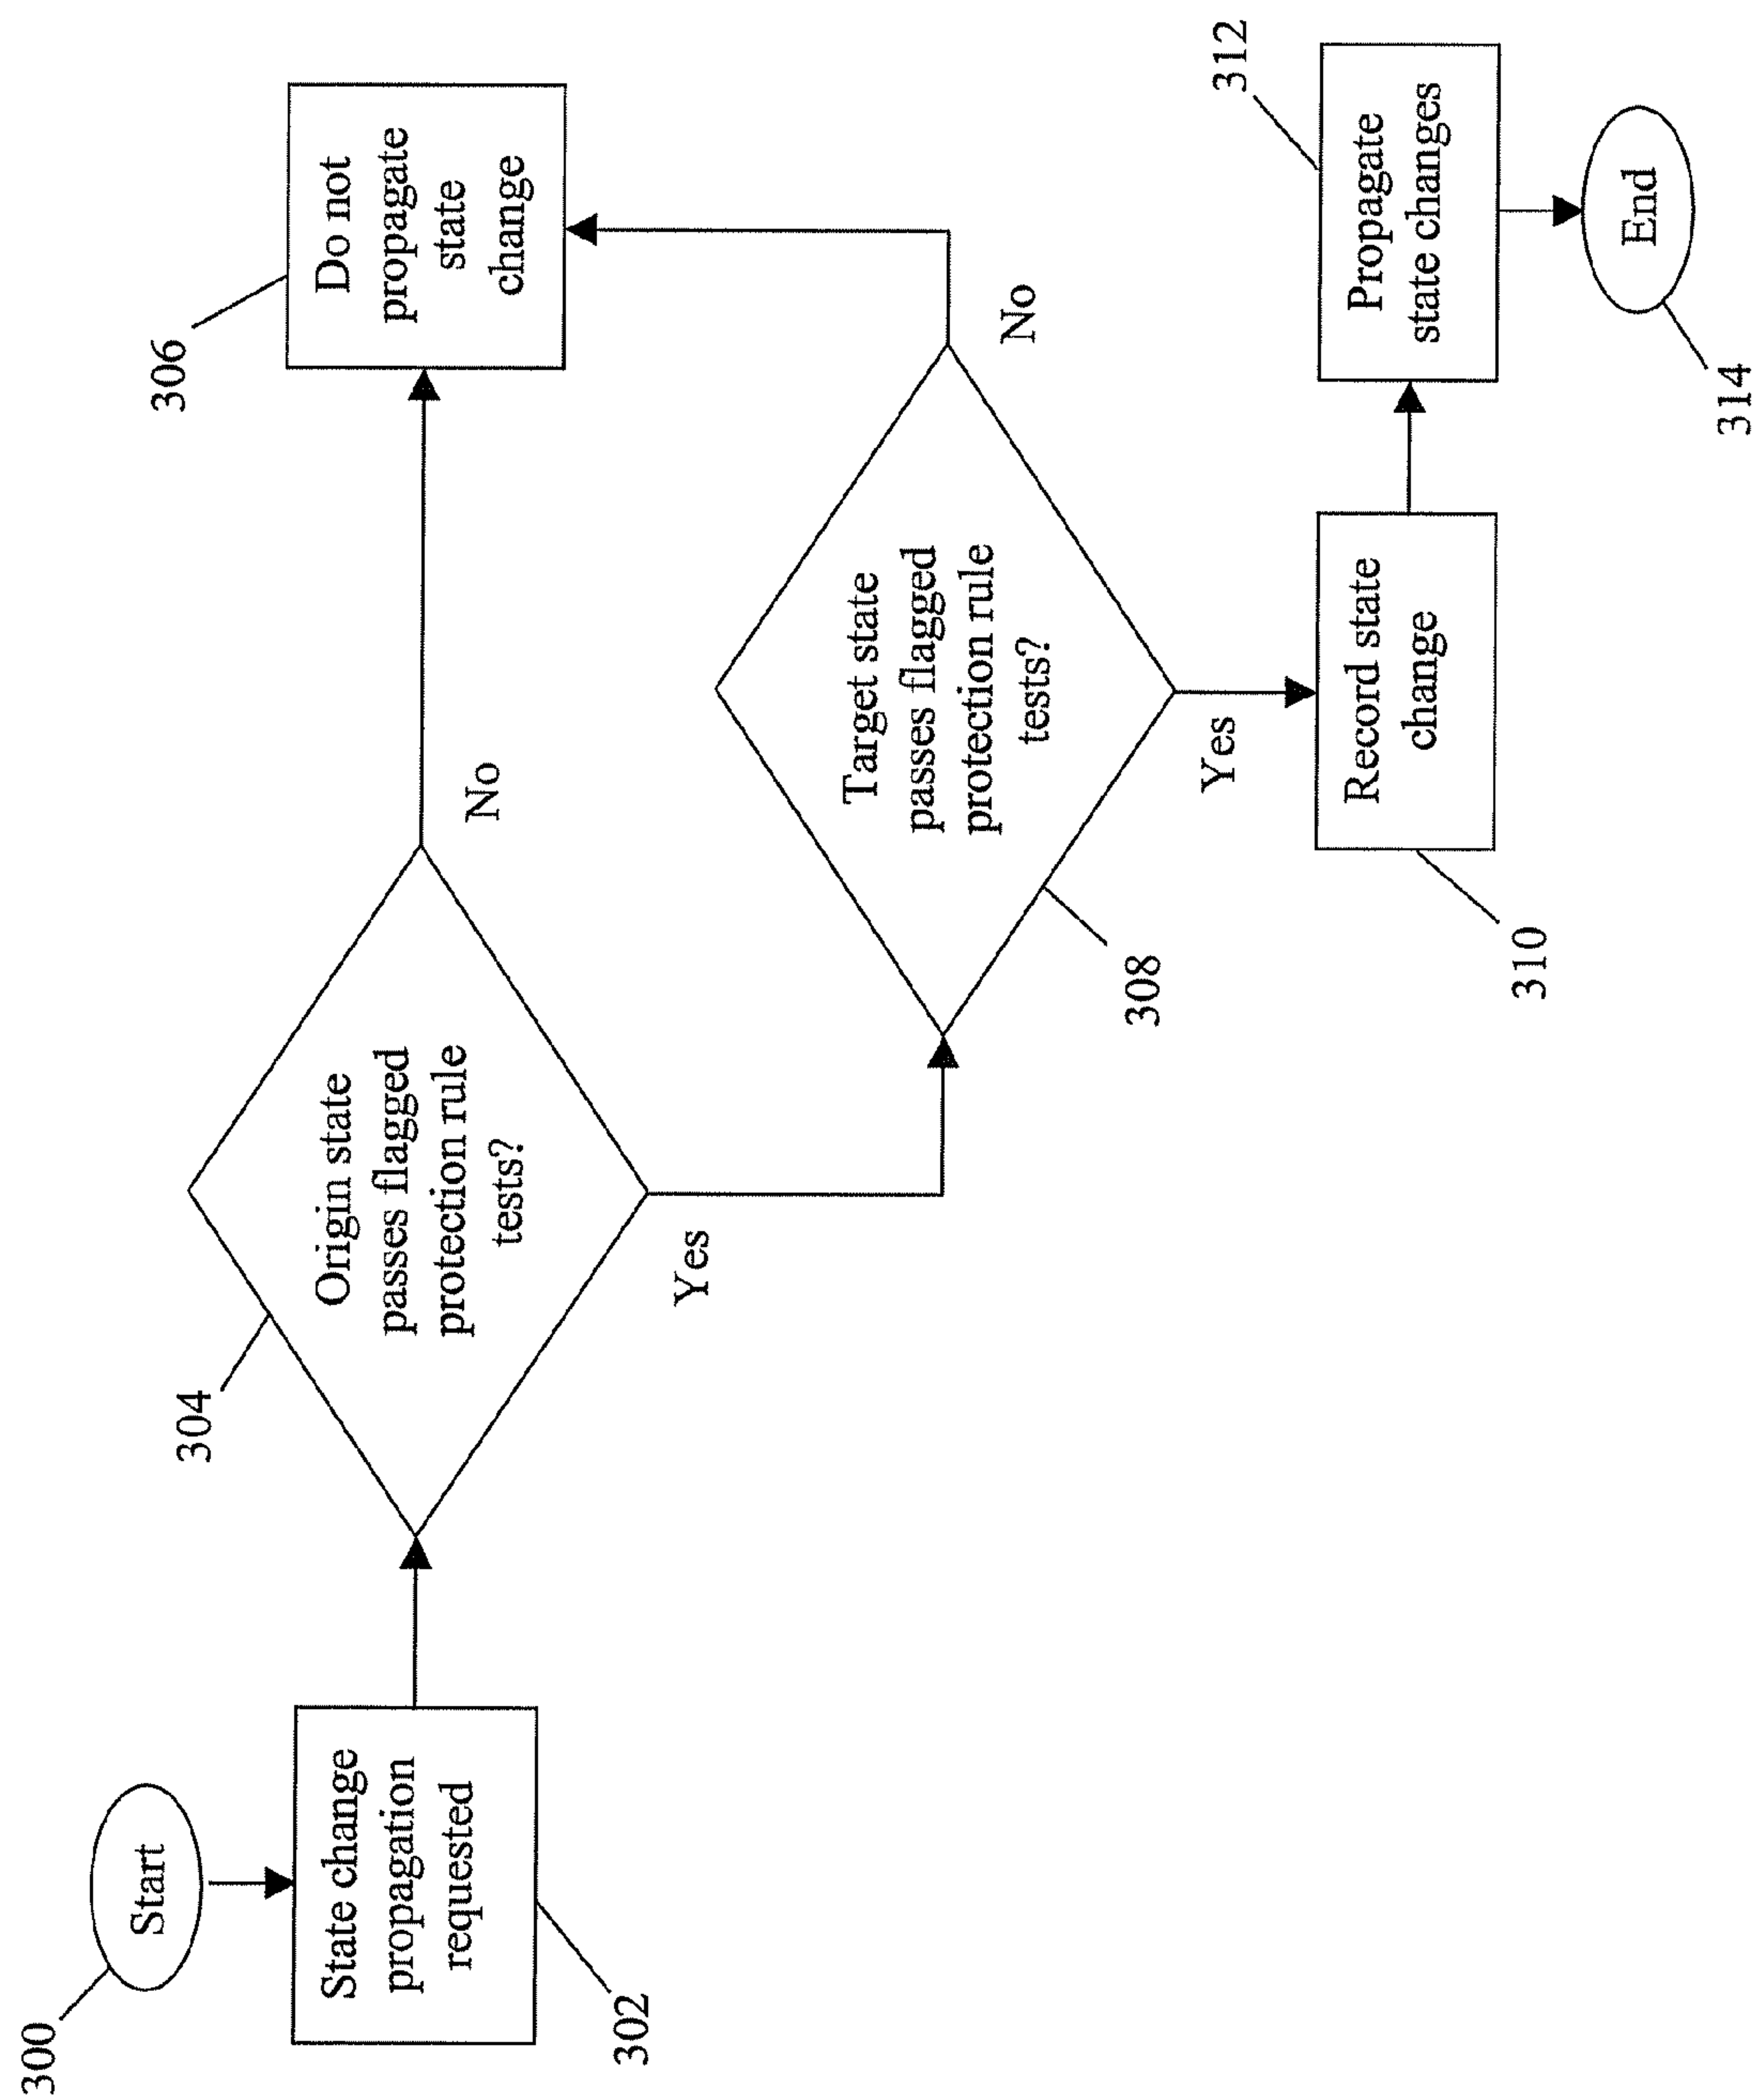 300
Start
State change
propagation
requested
302
304
Origin state
passes flagged
protection rule
tests?
No
Yes
306
Do not
propagate
state
change
Target state
passes flagged
protection rule
tests?
308
No
Yes
Record state
change
310
312
Propagate
state changes
End
314